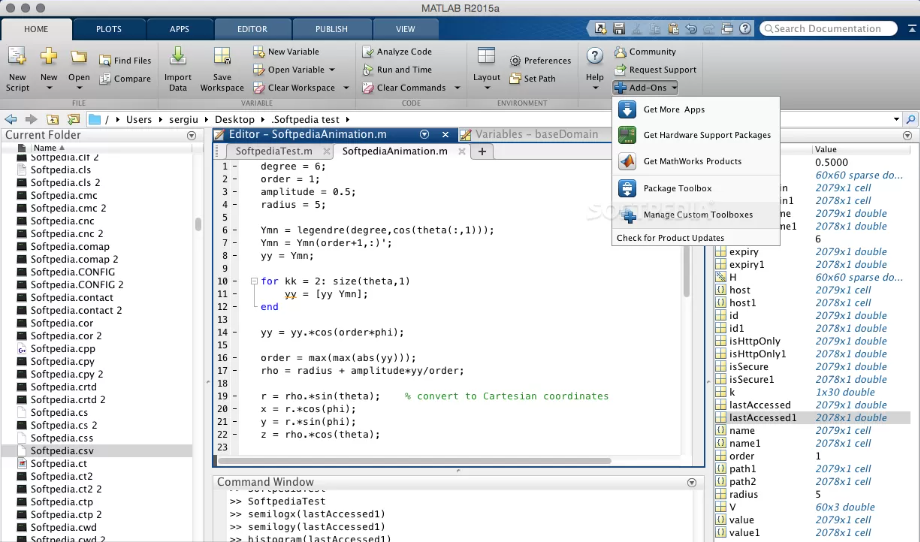 MATLAB R2015a
HOME PLOTS APPS EDITOR PUBLISH VIEW Search Documentation
New Script
New
Open
Find Files
Compare
Import Data
Save Workspace
New Variable
Open Variable
Clear Workspace
Analyze Code
Run and Time
Clear Commands
Layout
Preferences
Set Path
Help
Community
Request Support
Add-Ons
FILE VARIABLE CODE ENVIRONMENT
Get More Apps
Get Hardware Support Packages
Get MathWorks Products
Package Toolbox
Manage Custom Toolboxes
Check for Product Updates
/ Users sergiu Desktop .Softpedia test
Current Folder
Name
Softpedia.clr 2
Softpedia.cls
Softpedia.cls 2
Softpedia.cmc
Softpedia.cmc 2
Softpedia.cnc
Softpedia.cnc 2
Softpedia.comap
Softpedia.comap 2
Softpedia.CONFIG
Softpedia.CONFIG 2
Softpedia.contact
Softpedia.contact 2
Softpedia.cor
Softpedia.cor 2
Softpedia.cpp
Softpedia.cpy
Softpedia.cpy 2
Softpedia.crtd
Softpedia.crtd 2
Softpedia.cs
Softpedia.cs 2
Softpedia.css
Softpedia.csv
Softpedia.ct
Softpedia.ct2
Softpedia.ct2 2
Softpedia.ctp
Softpedia.ctp 2
Softpedia.cwd
Softpedia.cwd 2
Editor - SoftpediaAnimation.m
Variables - baseDomain
SoftpediaTest.m SoftpediaAnimation.m
1 - degree = 6;
2 - order = 1;
3 - amplitude = 0.5;
4 - radius = 5;
5
6 - Ymn = legendre(degree,cos(theta(:,1)));
7 - Ymn = Ymn(order+1,:)';
8 - yy = Ymn;
9
10 - for kk = 2: size(theta,1)
11 - yy = [yy Ymn];
12 - end
13
14 - yy = yy.*cos(order*phi);
15
16 - order = max(max(abs(yy)));
17 - rho = radius + amplitude*yy/order;
18
19 - r = rho.*sin(theta); % convert to Cartesian coordinates
20 - x = r.*cos(phi);
21 - y = r.*sin(phi);
22 - z = rho.*cos(theta);
23
Command Window
>> SoftpediaTest
>> SoftpediaTest
>> semilogx(lastAccessed1)
>> semilogy(lastAccessed1)
>> histogram(lastAccessed1)
Value
0.5000
60x60 sparse do...
2079x1 cell
2078x1 cell
2079x1 double
2078x1 double
6
expiry 2079x1 double
expiry1 2078x1 double
H 60x60 sparse do...
host 2079x1 cell
host1 2078x1 cell
id 2079x1 double
id1 2078x1 double
isHttpOnly 2079x1 double
isHttpOnly1 2078x1 double
isSecure 2079x1 double
isSecure1 2078x1 double
k 1x30 double
lastAccessed 2079x1 double
lastAccessed1 2078x1 double
name 2079x1 cell
name1 2078x1 cell
order 1
path1 2079x1 cell
path2 2078x1 cell
radius 5
V 60x3 double
value 2079x1 cell
value1 2078x1 cell